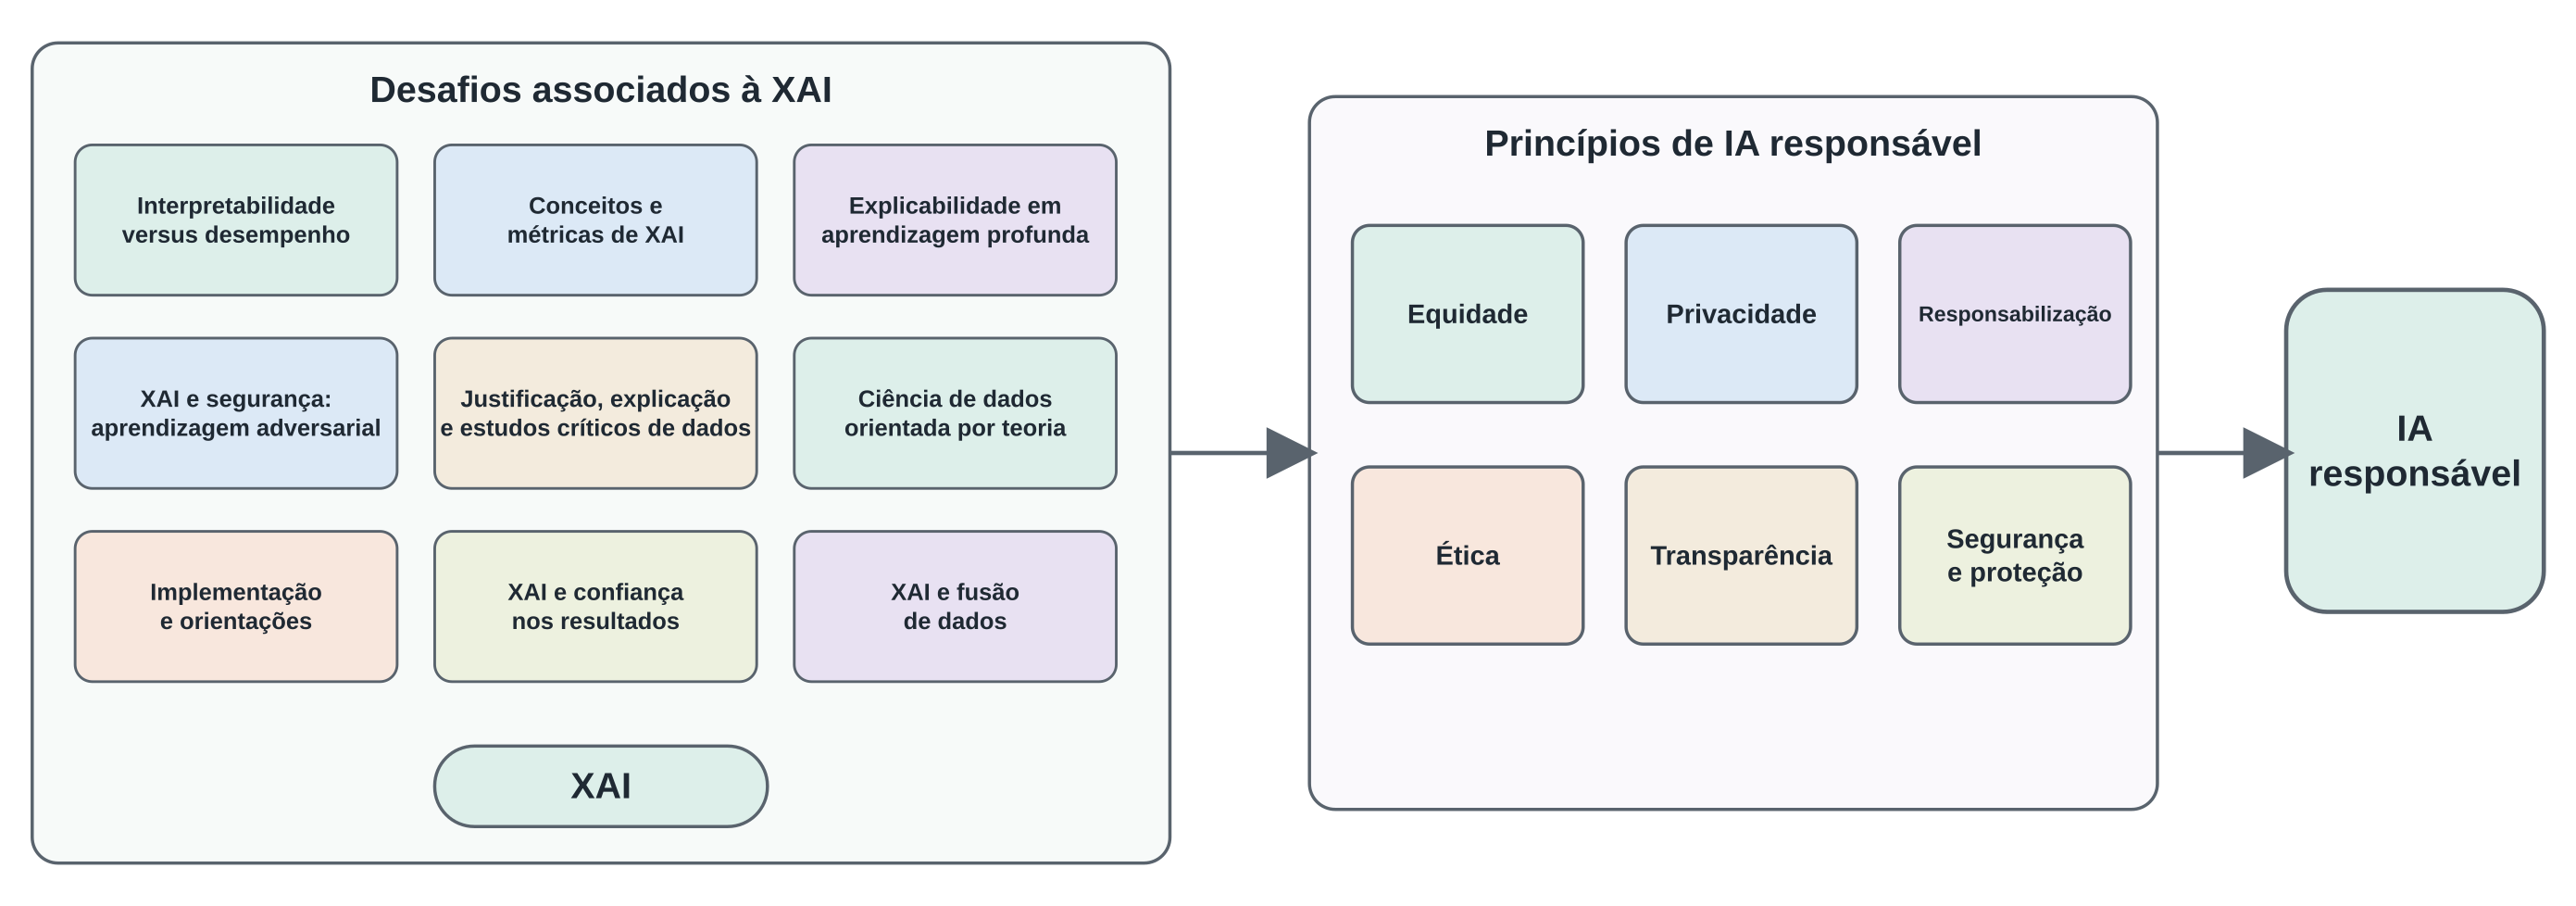 Desafios associados à XAI
Interpretabilidade
versus desempenho
Conceitos e
métricas de XAI
Explicabilidade em
aprendizagem profunda
XAI e segurança:
aprendizagem adversarial
Justificação, explicação
e estudos críticos de dados
Ciência de dados
orientada por teoria
Implementação
e orientações
XAI e confiança
nos resultados
XAI e fusão
de dados
XAI
Princípios de IA responsável
Equidade
Privacidade
Responsabilização
Ética
Transparência
Segurança
e proteção
IA
responsável